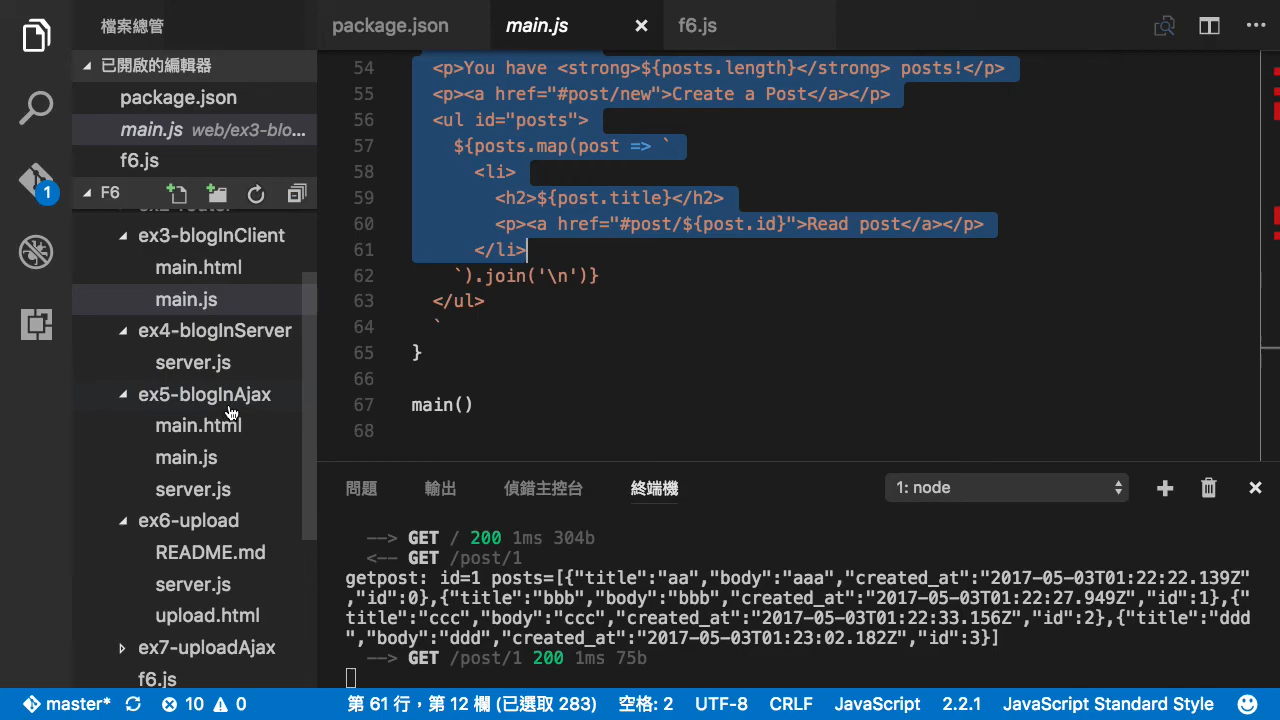 檔案總管
package.json
main.js
f6.js
已開啟的編輯器
package.json
main.js web/ex3-blo...
f6.js
1
F6
ex3-blogInClient
main.html
main.js
ex4-blogInServer
server.js
ex5-blogInAjax
main.html
main.js
server.js
ex6-upload
README.md
server.js
upload.html
ex7-uploadAjax
f6.js
54 <p>You have <strong>${posts.length}</strong> posts!</p>
55 <p><a href="#post/new">Create a Post</a></p>
56 <ul id="posts">
57 ${posts.map(post => `
58 <li>
59 <h2>${post.title}</h2>
60 <p><a href="#post/${post.id}">Read post</a></p>
61 </li>
62 `).join('\n')}
63 </ul>
64 `
65 }
66
67 main()
68
問題 輸出 偵錯主控台 終端機 1: node
--> GET / 200 1ms 304b
<-- GET /post/1
getpost: id=1 posts=[{"title":"aa","body":"aaa","created_at":"2017-05-03T01:22:22.139Z"
,"id":0},{"title":"bbb","body":"bbb","created_at":"2017-05-03T01:22:27.949Z","id":1},{"
title":"ccc","body":"ccc","created_at":"2017-05-03T01:22:33.156Z","id":2},{"title":"ddd
","body":"ddd","created_at":"2017-05-03T01:23:02.182Z","id":3}]
--> GET /post/1 200 1ms 75b
master* 10 0 第 61 行，第 12 欄 (已選取 283) 空格: 2 UTF-8 CRLF JavaScript 2.2.1 JavaScript Standard Style